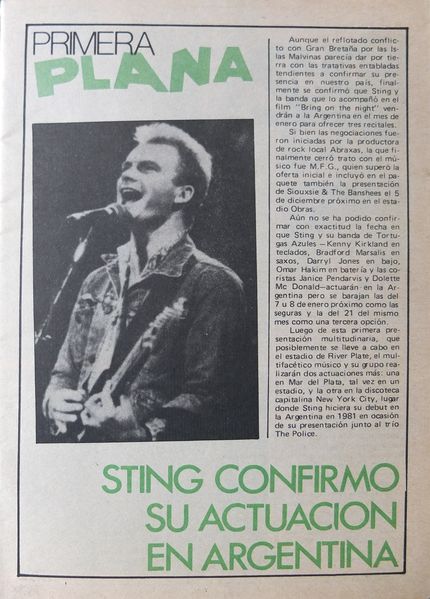 PRIMERA
PLANA
Aunque el reflotado conflic-
to con Gran Bretaña por las Is-
las Malvinas parecía dar por tie-
rra con las tratativas entabladas
tendientes a confirmar su pre-
sencia en nuestro país, final-
mente se confirmó que Sting y
la banda que lo acompañó en el
film "Bring on the night" ven-
drán a la Argentina en el mes de
enero para ofrecer tres recitales.
Si bien las negociaciones fue-
ron iniciadas por la productora
de rock local Abraxas, la que fi-
nalmente cerró trato con el mú-
sico fue M.F.G., quien superó la
oferta inicial e incluyó en el pa-
quete también la presentación
de Siouxsie & The Banshees el 5
de diciembre próximo en el esta-
dio Obras.
Aún no se ha podido confir-
mar con exactitud la fecha en
que Sting y su banda de Tortu-
gas Azules —Kenny Kirkland en
teclados, Bradford Marsalis en
saxos, Darryl Jones en bajo,
Omar Hakim en batería y las co-
ristas Janice Pendarvis y Dolette
Mc Donald—actuarán en la Ar-
gentina pero se barajan las del
7 u 8 de enero próximo como las
seguras y la del 21 del mismo
mes como una tercera opción.
Luego de esta primera pre-
sentación multitudinaria, que
posiblemente se lleve a cabo en
el estadio de River Plate, el mul-
tifacético músico y su grupo rea-
lizarán dos actuaciones más: una
en Mar del Plata, tal vez en un
estadio, y la otra en la discoteca
capitalina New York City, lugar
donde Sting hiciera su debut en
la Argentina en 1981 en ocasión
de su presentación junto al trío
The Police.
STING CONFIRMO
SU ACTUACION
EN ARGENTINA